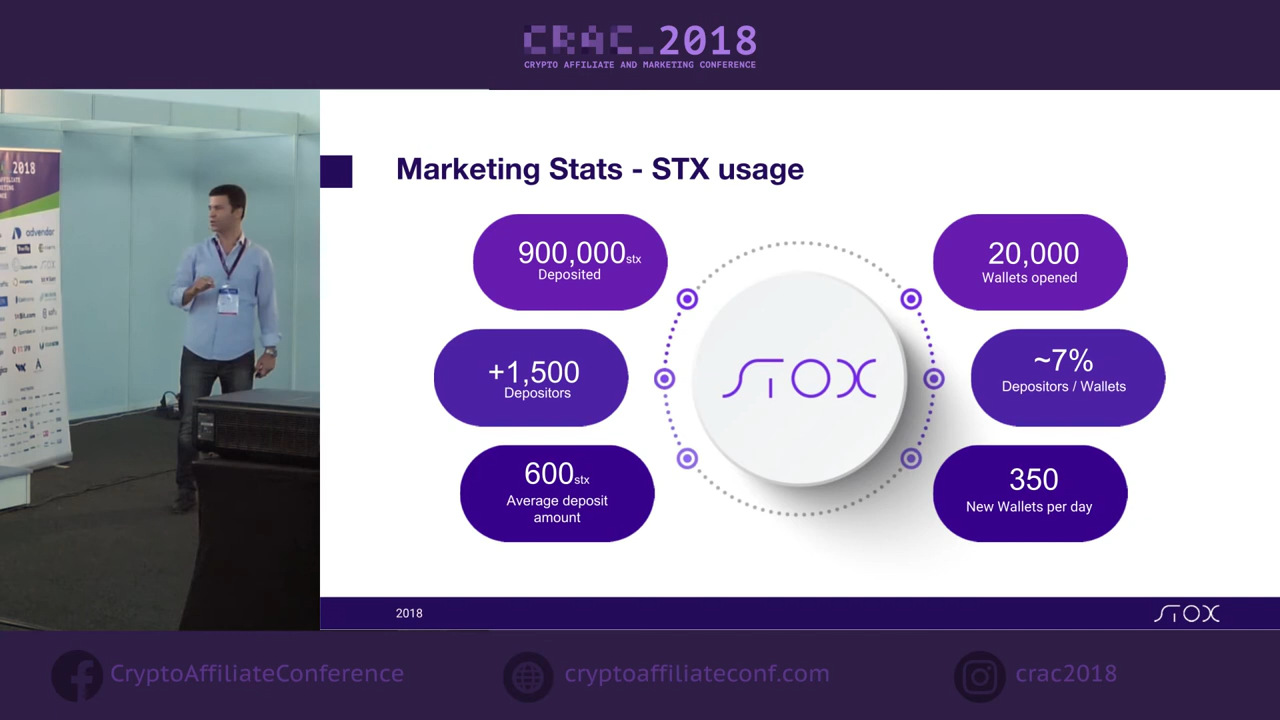 CRAC_2018
CRYPTO AFFILIATE AND MARKETING CONFERENCE
2018
advendor
Marketing Stats - STX usage
900,000stx
Deposited
20,000
Wallets opened
+1,500
Depositors
~7%
Depositors / Wallets
600stx
Average deposit
amount
350
New Wallets per day
STOX
2018
STOX
CryptoAffiliateConference
cryptoaffiliateconf.com
crac2018